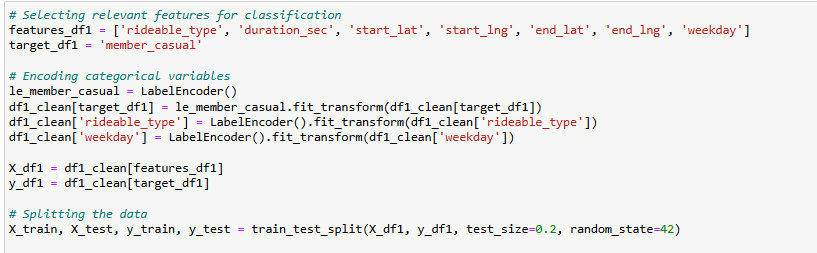 # Selecting relevant features for classification
features_df1 = ['rideable_type', 'duration_sec', 'start_lat', 'start_lng', 'end_lat', 'end_lng', 'weekday']
target_df1 = 'member_casual'
# Encoding categorical variables
le_member_casual = LabelEncoder()
df1_clean[target_df1] = le_member_casual.fit_transform(df1_clean[target_df1])
df1_clean['rideable_type'] = LabelEncoder().fit_transform(df1_clean['rideable_type'])
df1_clean['weekday'] = LabelEncoder().fit_transform(df1_clean['weekday'])
X_df1 = df1_clean[features_df1]
y_df1 = df1_clean[target_df1]
# Splitting the data
X_train, X_test, y_train, y_test = train_test_split(X_df1, y_df1, test_size=0.2, random_state=42)